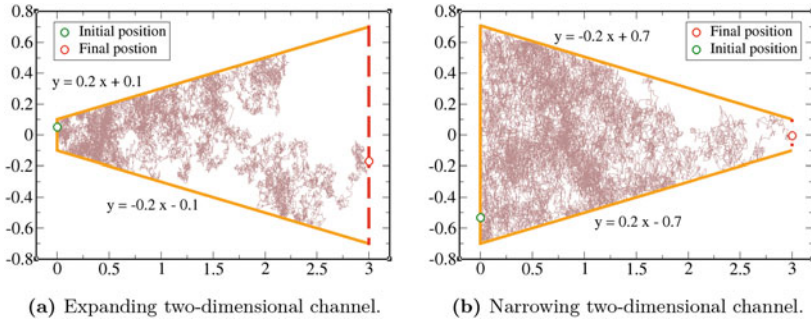 0.8
0.6
0.4
0.2
0
-0.2
-0.4
-0.6
-0.8
Initial position
Final postion
y = 0.2 x + 0.1
y = -0.2 x - 0.1
0 0.5 1 1.5 2 2.5 3
(a) Expanding two-dimensional channel.
0.8
0.6
0.4
0.2
0
-0.2
-0.4
-0.6
-0.8
y = -0.2 x + 0.7
Final position
Initial position
y = 0.2 x - 0.7
0 0.5 1 1.5 2 2.5 3
(b) Narrowing two-dimensional channel.